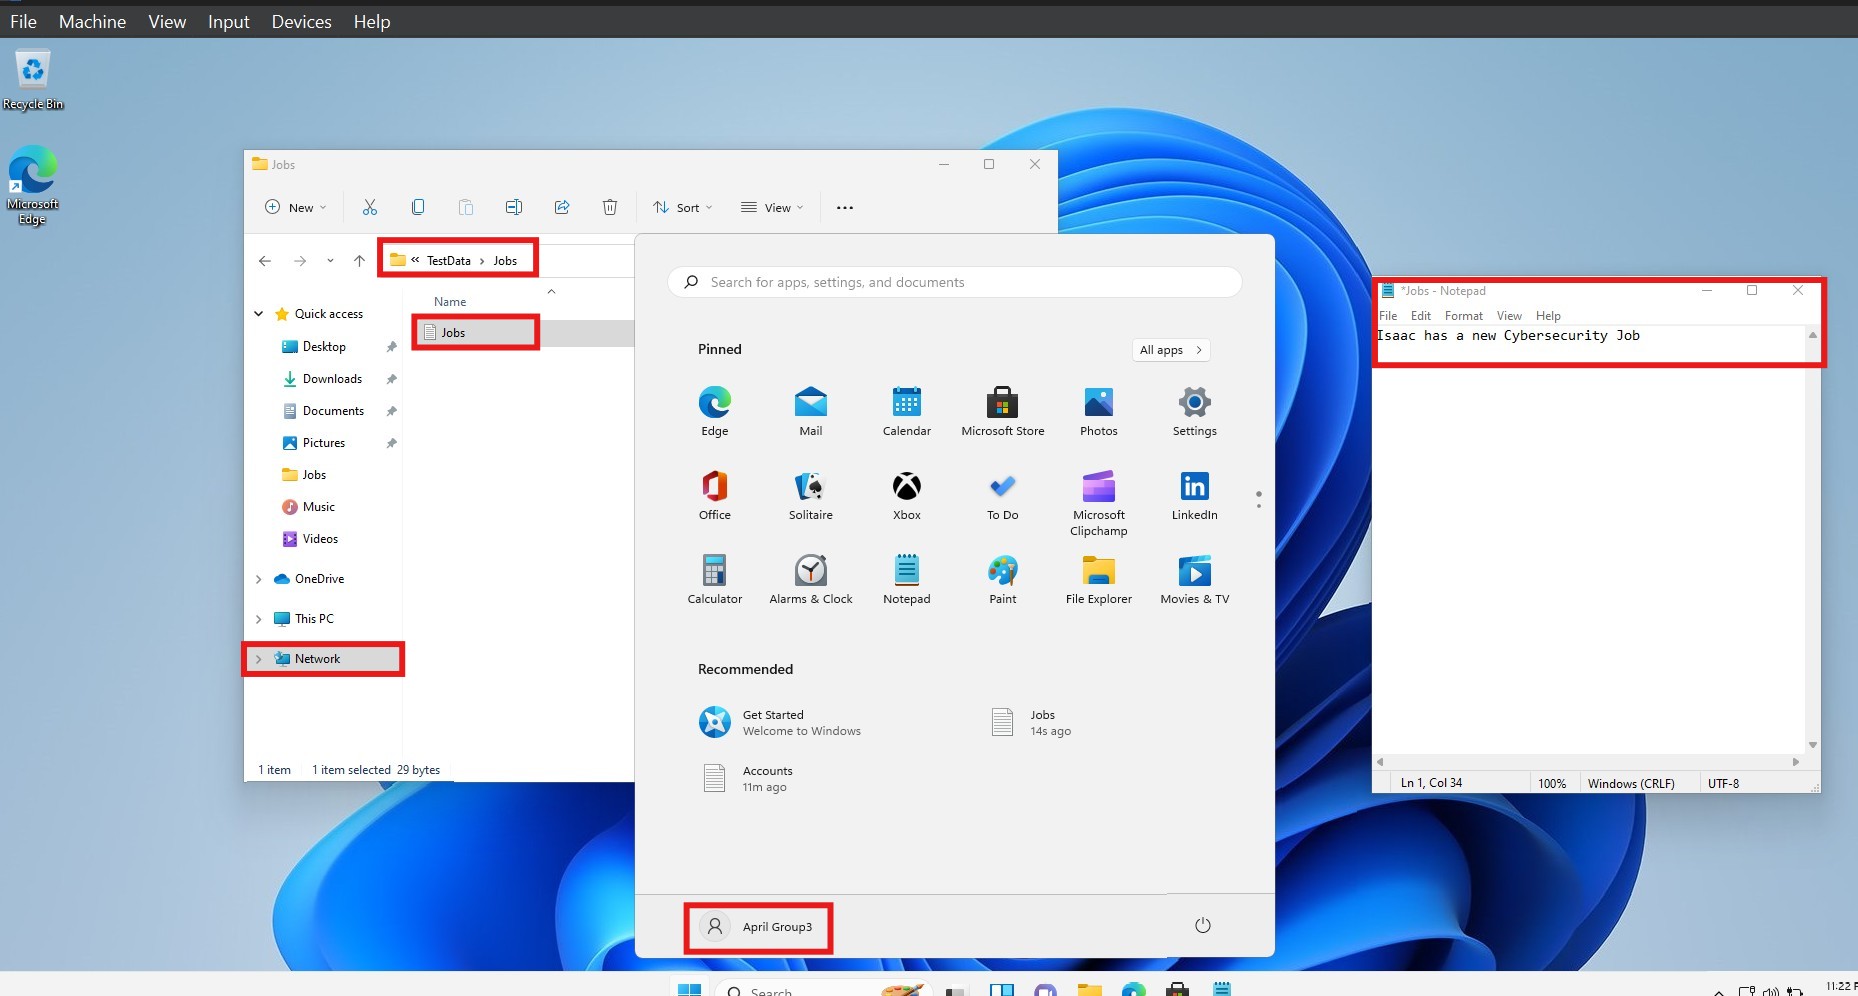 File Machine View Input Devices Help
Recycle Bin
Microsoft
Edge
Jobs
New
Sort
View
« TestData > Jobs
Name
Jobs
Quick access
Desktop
Downloads
Documents
Pictures
Jobs
Music
Videos
OneDrive
This PC
Network
1 item 1 item selected 29 bytes
Search for apps, settings, and documents
Pinned
All apps >
Edge
Mail
Calendar
Microsoft Store
Photos
Settings
Office
Solitaire
Xbox
To Do
Microsoft
Clipchamp
LinkedIn
Calculator
Alarms & Clock
Notepad
Paint
File Explorer
Movies & TV
Recommended
Get Started
Welcome to Windows
Jobs
14s ago
Accounts
11m ago
April Group3
*Jobs - Notepad
File Edit Format View Help
Isaac has a new Cybersecurity Job
Ln 1, Col 34 100% Windows (CRLF) UTF-8
Search
11:22